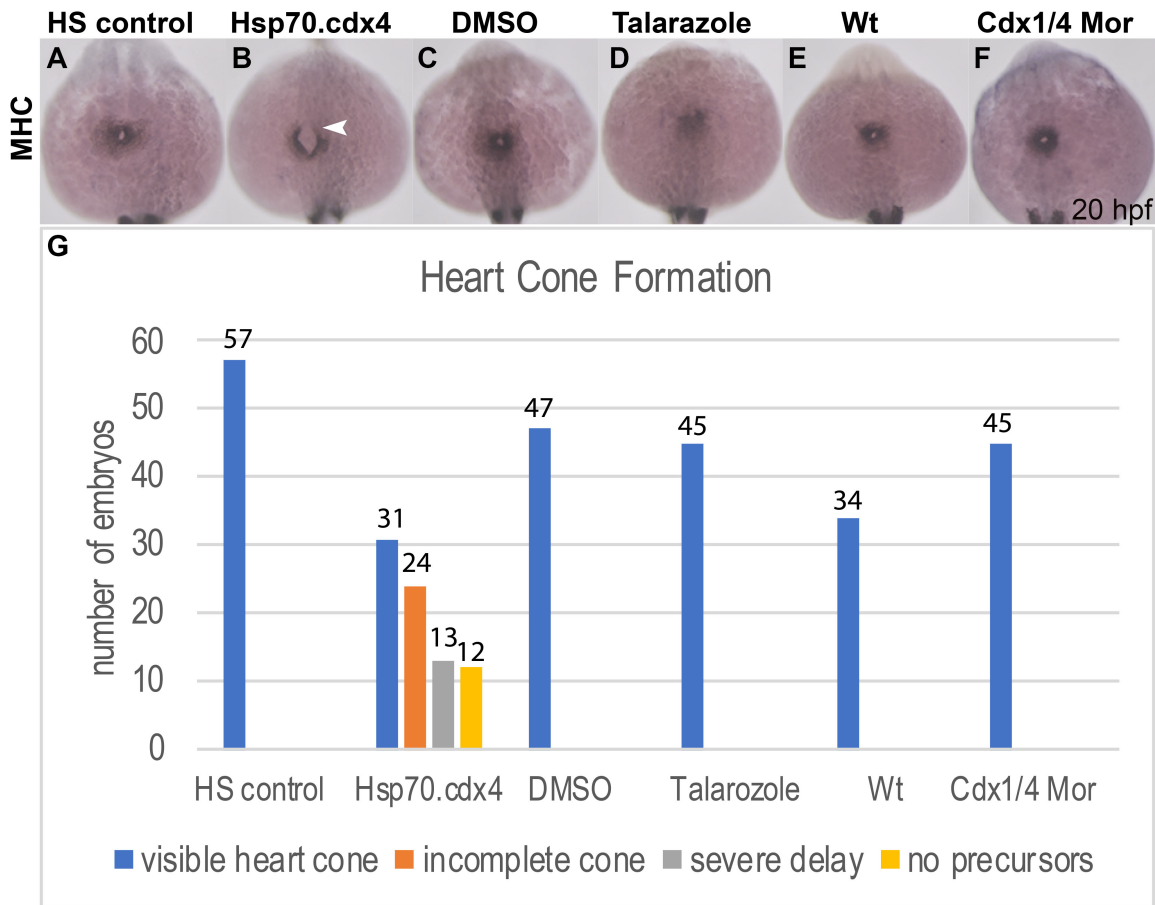 HS control Hsp70.cdx4 DMSO Talarazole Wt Cdx1/4 Mor
A B C D E F
MHC
20 hpf
G
Heart Cone Formation
60
50
40
30
20
10
0
number of embryos
57
31
24
13
12
47
45
34
45
HS control Hsp70.cdx4 DMSO Talarozole Wt Cdx1/4 Mor
visible heart cone incomplete cone severe delay no precursors